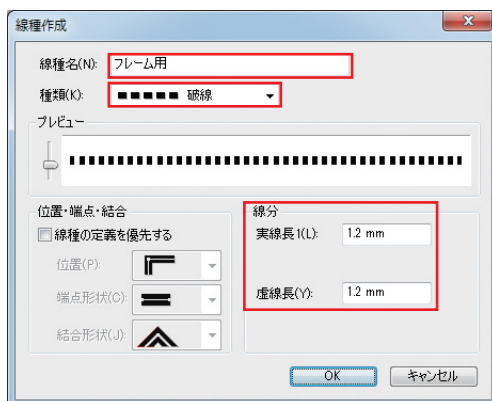 線種作成
線種名(N): フレーム用
種類(K): 破線
プレビュー
位置・端点・結合
線種の定義を優先する
位置(P):
端点形状(C):
結合形状(J):
線分
実線長1(L): 1.2 mm
虚線長(Y): 1.2 mm
OK キャンセル